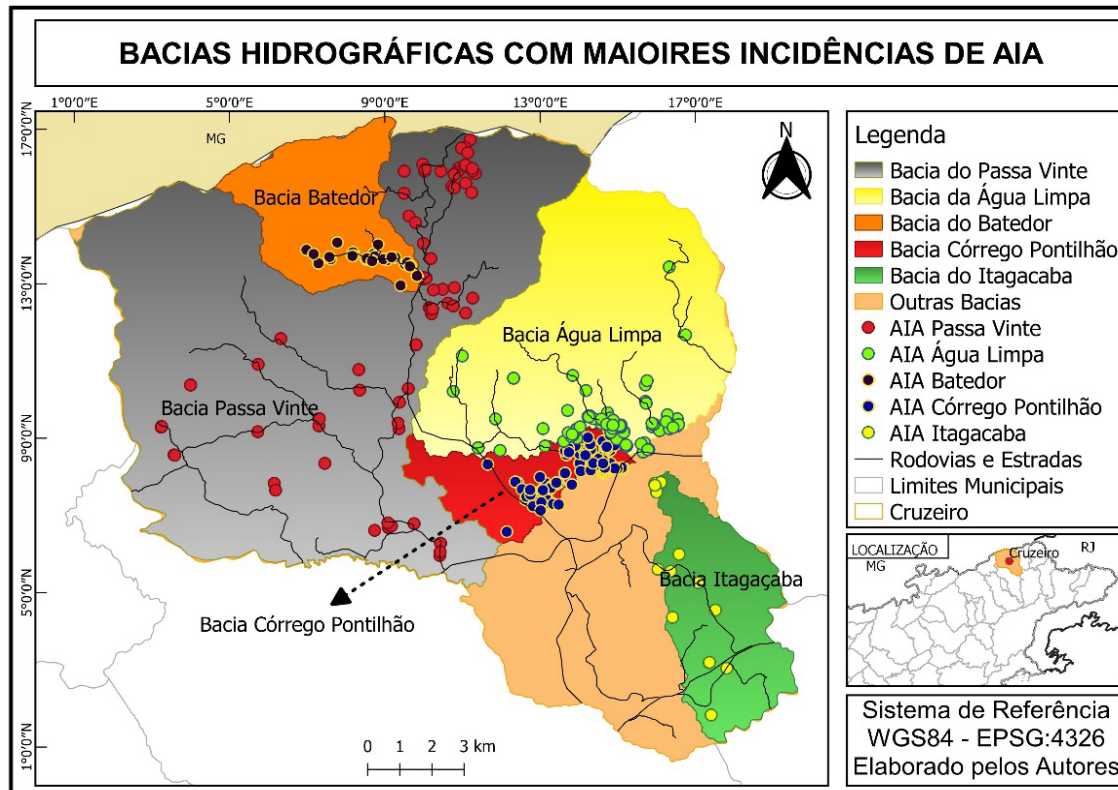 BACIAS HIDROGRÁFICAS COM MAIOIRES INCIDÊNCIAS DE AIA
1°0'0"E 5°0'0"E 9°0'0"E 13°0'0"E 17°0'0"E
17°0'0"N
13°0'0"N
9°0'0"N
5°0'0"N
1°0'0"N
MG
N
Bacia Batedor
Bacia Água Limpa
Bacia Passa Vinte
Bacia Itagaçaba
Bacia Córrego Pontilhão
0 1 2 3 km
Legenda
Bacia do Passa Vinte
Bacia da Água Limpa
Bacia do Batedor
Bacia Córrego Pontilhão
Bacia do Itagacaba
Outras Bacias
AIA Passa Vinte
AIA Água Limpa
AIA Batedor
AIA Córrego Pontilhão
AIA Itagacaba
Rodovias e Estradas
Limites Municipais
Cruzeiro
LOCALIZAÇÃO
MG
Cruzeiro
RJ
Sistema de Referência
WGS84 - EPSG:4326
Elaborado pelos Autores